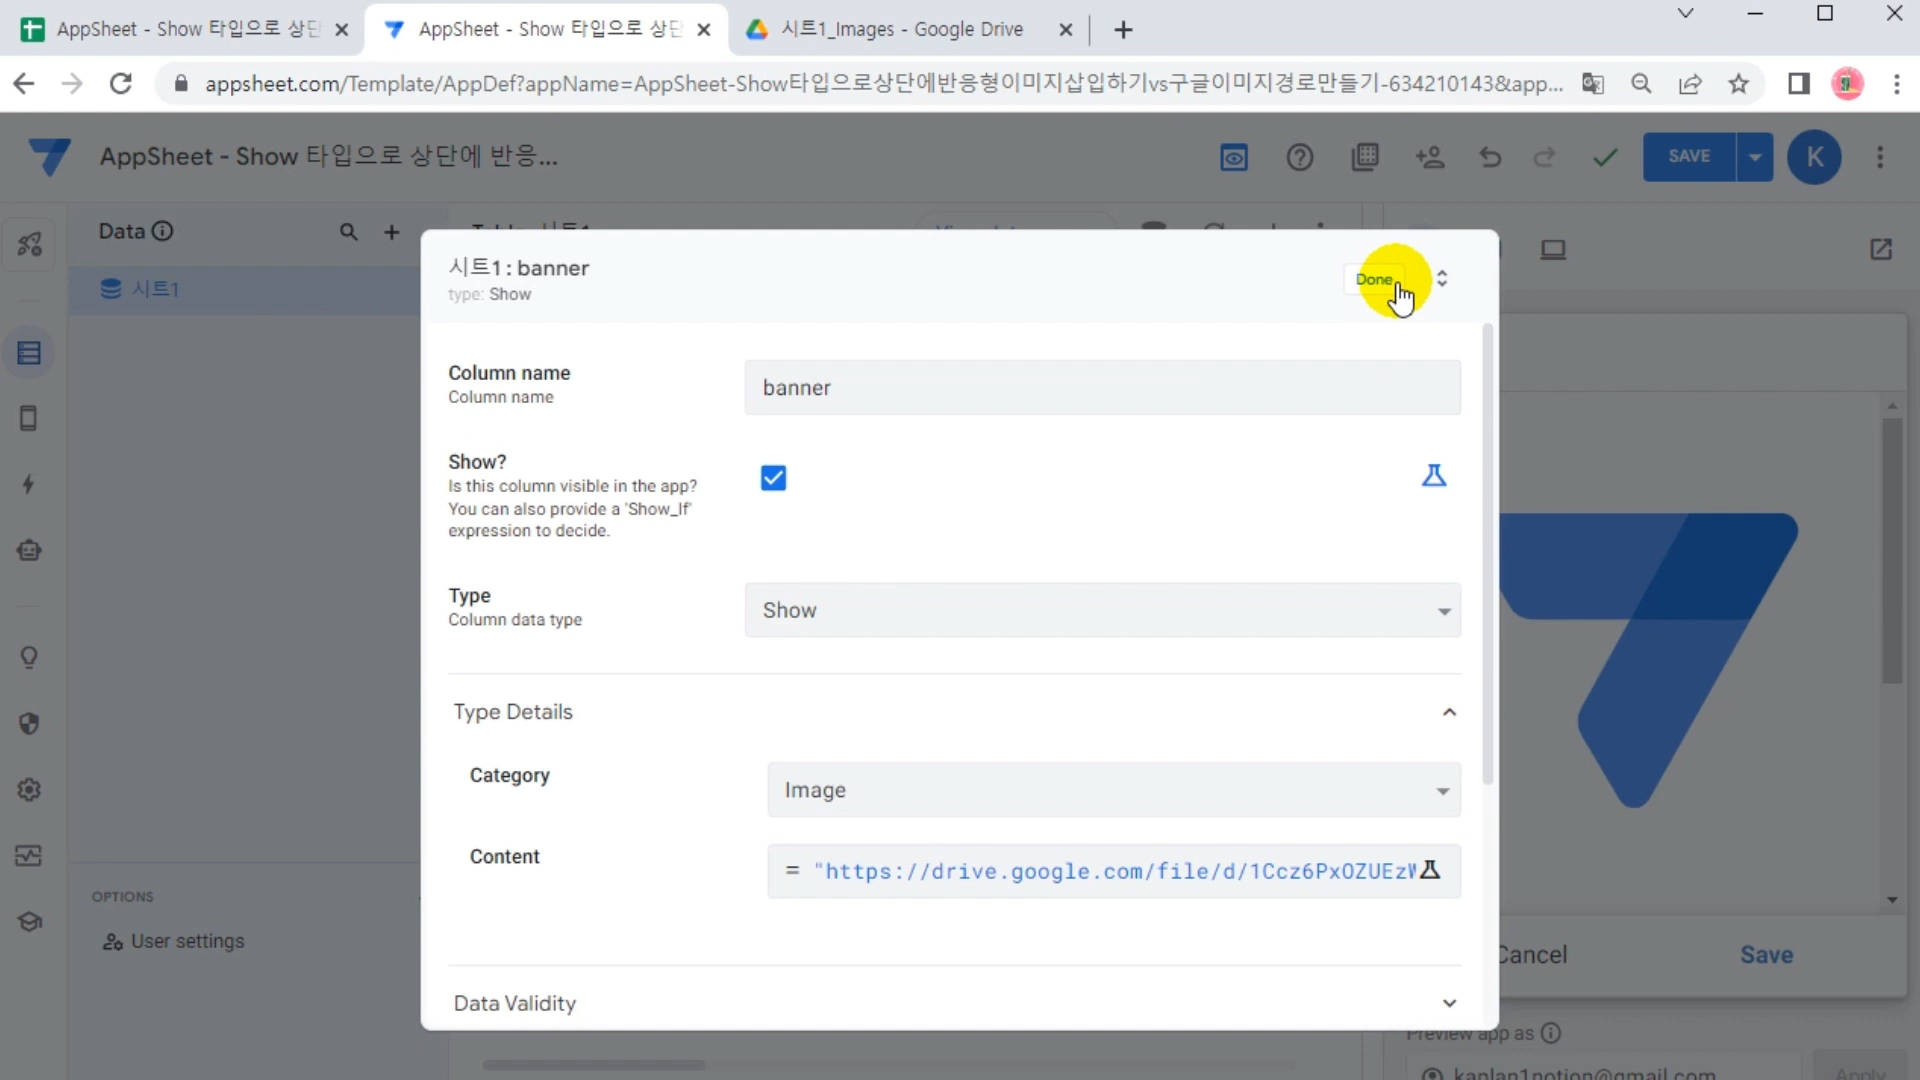 AppSheet - Show 타입으로 상단
AppSheet - Show 타입으로 상단
시트1_Images - Google Drive
appsheet.com/Template/AppDef?appName=AppSheet-Show타입으로상단에반응형이미지삽입하기vs구글이미지경로만들기-634210143&app...
AppSheet - Show 타입으로 상단에 반응...
SAVE
K
Data
시트1
시트1 : banner
type: Show
Done
Column name
Column name
banner
Show?
Is this column visible in the app?
You can also provide a 'Show_If'
expression to decide.
Type
Column data type
Show
Type Details
Category
Image
Content
= "https://drive.google.com/file/d/1Ccz6PxOZUEzW
Data Validity
OPTIONS
User settings
Cancel
Save
Preview app as
kaplan1notion@gmail.com
Apply